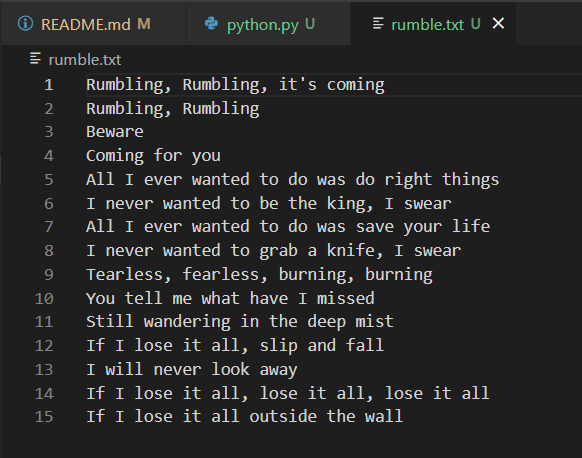 README.md M python.py U rumble.txt U
rumble.txt
1 Rumbling, Rumbling, it's coming
2 Rumbling, Rumbling
3 Beware
4 Coming for you
5 All I ever wanted to do was do right things
6 I never wanted to be the king, I swear
7 All I ever wanted to do was save your life
8 I never wanted to grab a knife, I swear
9 Tearless, fearless, burning, burning
10 You tell me what have I missed
11 Still wandering in the deep mist
12 If I lose it all, slip and fall
13 I will never look away
14 If I lose it all, lose it all, lose it all
15 If I lose it all outside the wall